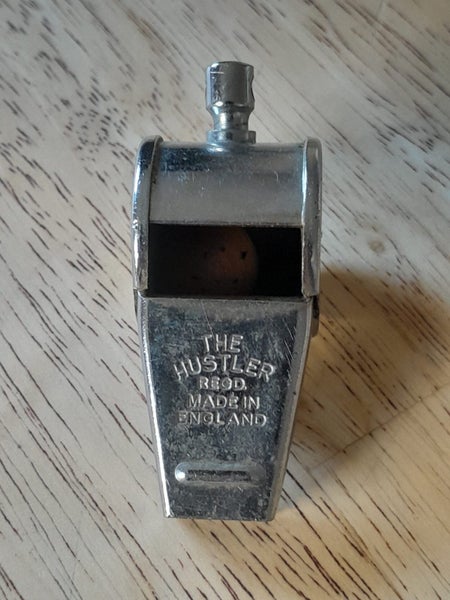 THE
HUSTLER
REGD.
MADE IN
ENGLAND